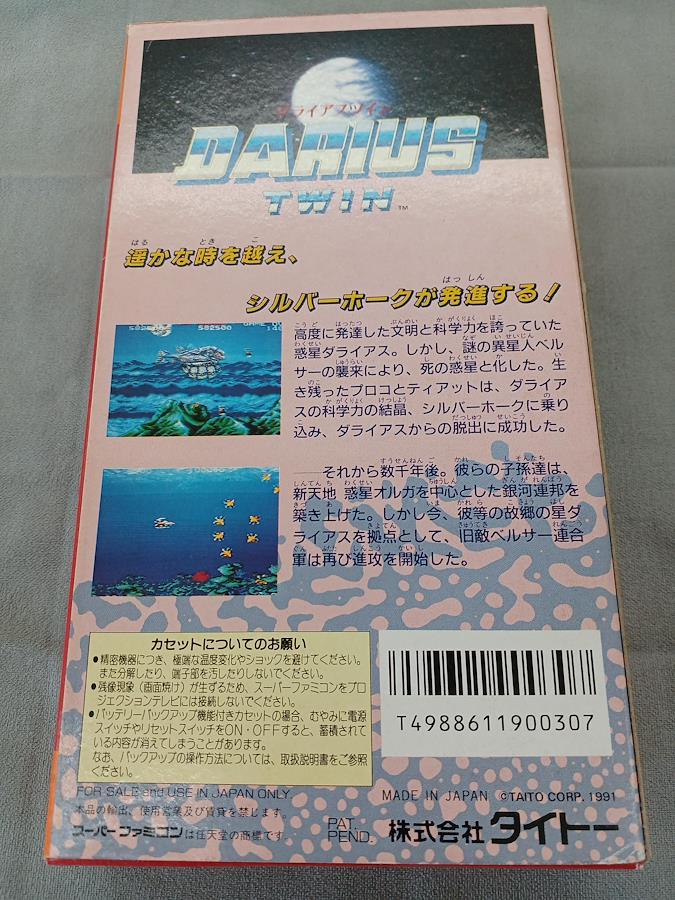 ダライアスツイン
DARIUS
TWIN™
遥かな時を越え、
シルバーホークが発進する！
高度に発達した文明と科学力を誇っていた
惑星ダライアス。しかし、謎の異星人ベル
サーの襲来により、死の惑星と化した。生
き残ったプロコとティアットは、ダライア
スの科学力の結晶、シルバーホークに乗り
込み、ダライアスからの脱出に成功した。
――それから数千年後。彼らの子孫達は、
新天地 惑星オルガを中心とした銀河連邦を
築き上げた。しかし今、彼等の故郷の星ダ
ライアスを拠点として、旧敵ベルサー連合
軍は再び進攻を開始した。
カセットについてのお願い
●精密機器につき、極端な温度変化やショックを避けてください。
また分解したり、端子部を汚したりしないでください。
●残像現象（画面焼け）が生ずるため、スーパーファミコンをプロ
ジェクションテレビには接続しないでください。
●バッテリーバックアップ機能付きカセットの場合、むやみに電源
スイッチやリセットスイッチをON・OFFすると、蓄積されて
いる内容が消えてしまうことがあります。
なお、バックアップの操作方法については、取扱説明書をご参照
ください。
T4988611900307
FOR SALE and USE IN JAPAN ONLY
本品の輸出、使用営業及び賃貸を禁じます。
スーパーファミコンは任天堂の商標です。
PAT.
PEND.
MADE IN JAPAN ©TAITO CORP. 1991
株式会社タイトー